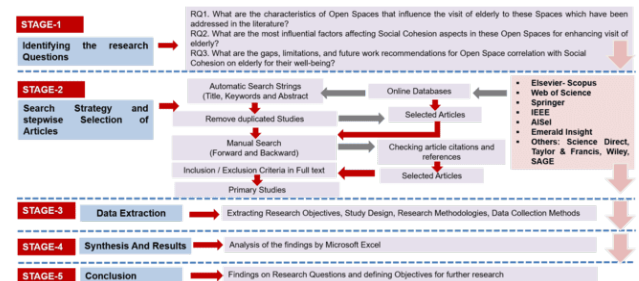 STAGE-1
Identifying the research
Questions
RQ1. What are the characteristics of Open Spaces that influence the visit of elderly to these Spaces which have been
addressed in the literature?
RQ2. What are the most influential factors affecting Social Cohesion aspects in these Open Spaces for enhancing visit of
elderly?
RQ3. What are the gaps, limitations, and future work recommendations for Open Space correlation with Social
Cohesion on elderly for their well-being?
STAGE-2
Search Strategy and
stepwise Selection of
Articles
Automatic Search Strings
(Title, Keywords and Abstract
Online Databases
Remove duplicated Studies
Selected Articles
Manual Search
(Forward and Backward)
Checking article citations and
references
Inclusion / Exclusion Criteria in Full text
Selected Articles
Primary Studies
Elsevier- Scopus
Web of Science
Springer
IEEE
AISel
Emerald Insight
Others: Science Direct,
Taylor & Francis, Wiley,
SAGE
STAGE-3
Data Extraction
Extracting Research Objectives, Study Design, Research Methodologies, Data Collection Methods
STAGE-4
Synthesis And Results
Analysis of the findings by Microsoft Excel
STAGE-5
Conclusion
Findings on Research Questions and defining Objectives for further research